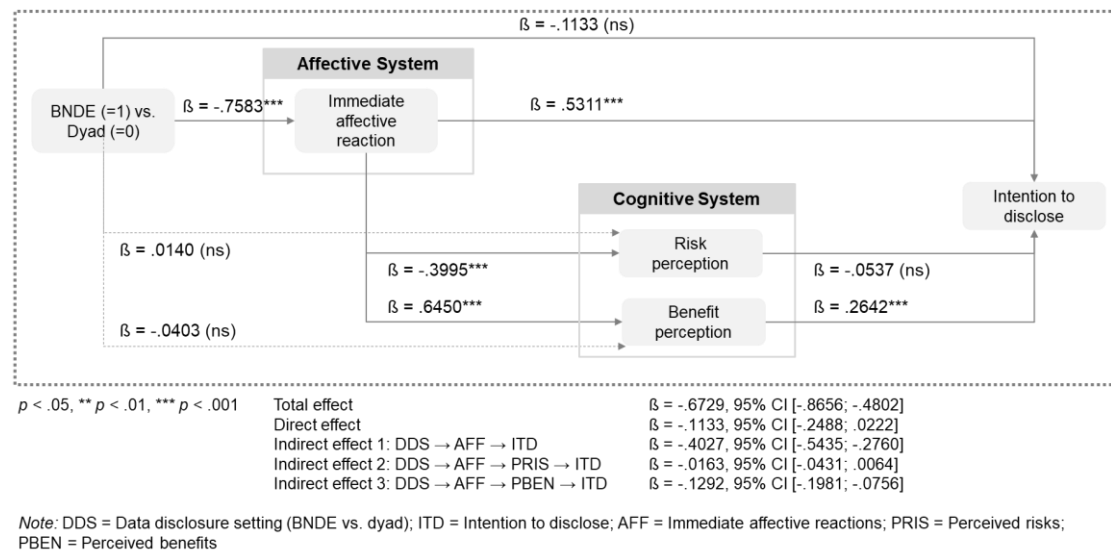 ß = -.1133 (ns)
Affective System
BNDE (=1) vs.
Dyad (=0)
ß = -.7583***
Immediate
affective
reaction
ß = .5311***
Cognitive System
Intention to
disclose
ß = .0140 (ns)
Risk
perception
ß = -.3995***
ß = -.0537 (ns)
ß = .6450***
Benefit
perception
ß = .2642***
ß = -.0403 (ns)
p < .05, ** p < .01, *** p < .001
Total effect ß = -.6729, 95% CI [-.8656; -.4802]
Direct effect ß = -.1133, 95% CI [-.2488; .0222]
Indirect effect 1: DDS → AFF → ITD ß = -.4027, 95% CI [-.5435; -.2760]
Indirect effect 2: DDS → AFF → PRIS → ITD ß = -.0163, 95% CI [-.0431; .0064]
Indirect effect 3: DDS → AFF → PBEN → ITD ß = -.1292, 95% CI [-.1981; -.0756]
Note: DDS = Data disclosure setting (BNDE vs. dyad); ITD = Intention to disclose; AFF = Immediate affective reactions; PRIS = Perceived risks;
PBEN = Perceived benefits